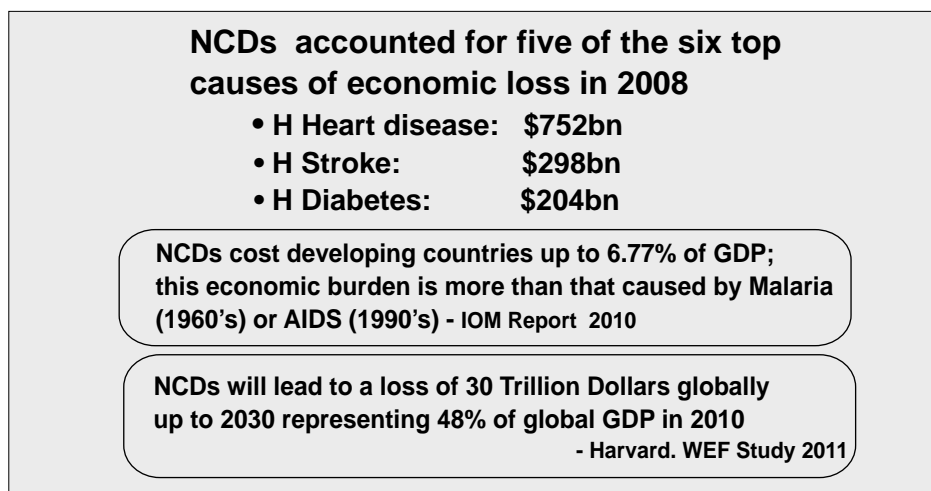 NCDs accounted for five of the six top
causes of economic loss in 2008
• H Heart disease: $752bn
• H Stroke: $298bn
• H Diabetes: $204bn
NCDs cost developing countries up to 6.77% of GDP;
this economic burden is more than that caused by Malaria
(1960’s) or AIDS (1990’s) - IOM Report 2010
NCDs will lead to a loss of 30 Trillion Dollars globally
up to 2030 representing 48% of global GDP in 2010
- Harvard. WEF Study 2011